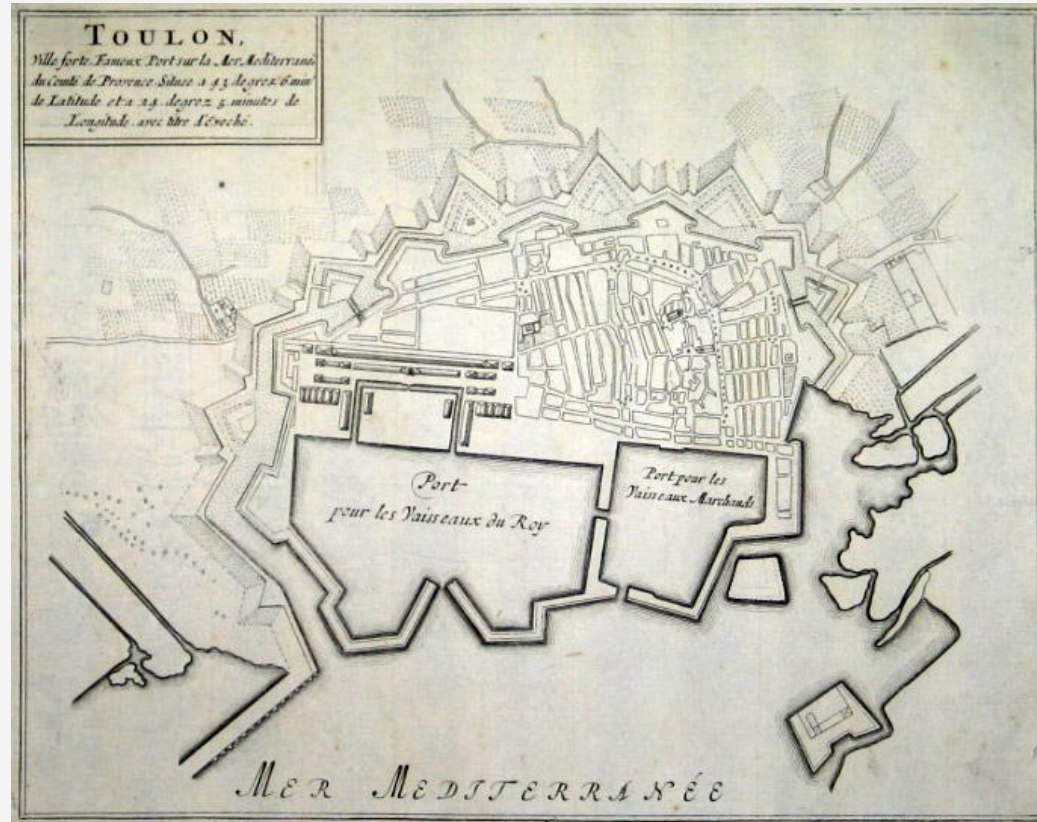 TOULON,
Ville forte. Fameux Port sur la Mer Mediterranée
du Comté de Provence. Située a 43 degrez 6 min
de Latitude et a 24 degrez 5 minutes de
Longitude. avec titre d'Evêché.
Port
pour les Vaisseaux du Roy
Port pour les
Vaisseaux Marchands
MER MEDITERRANÉE